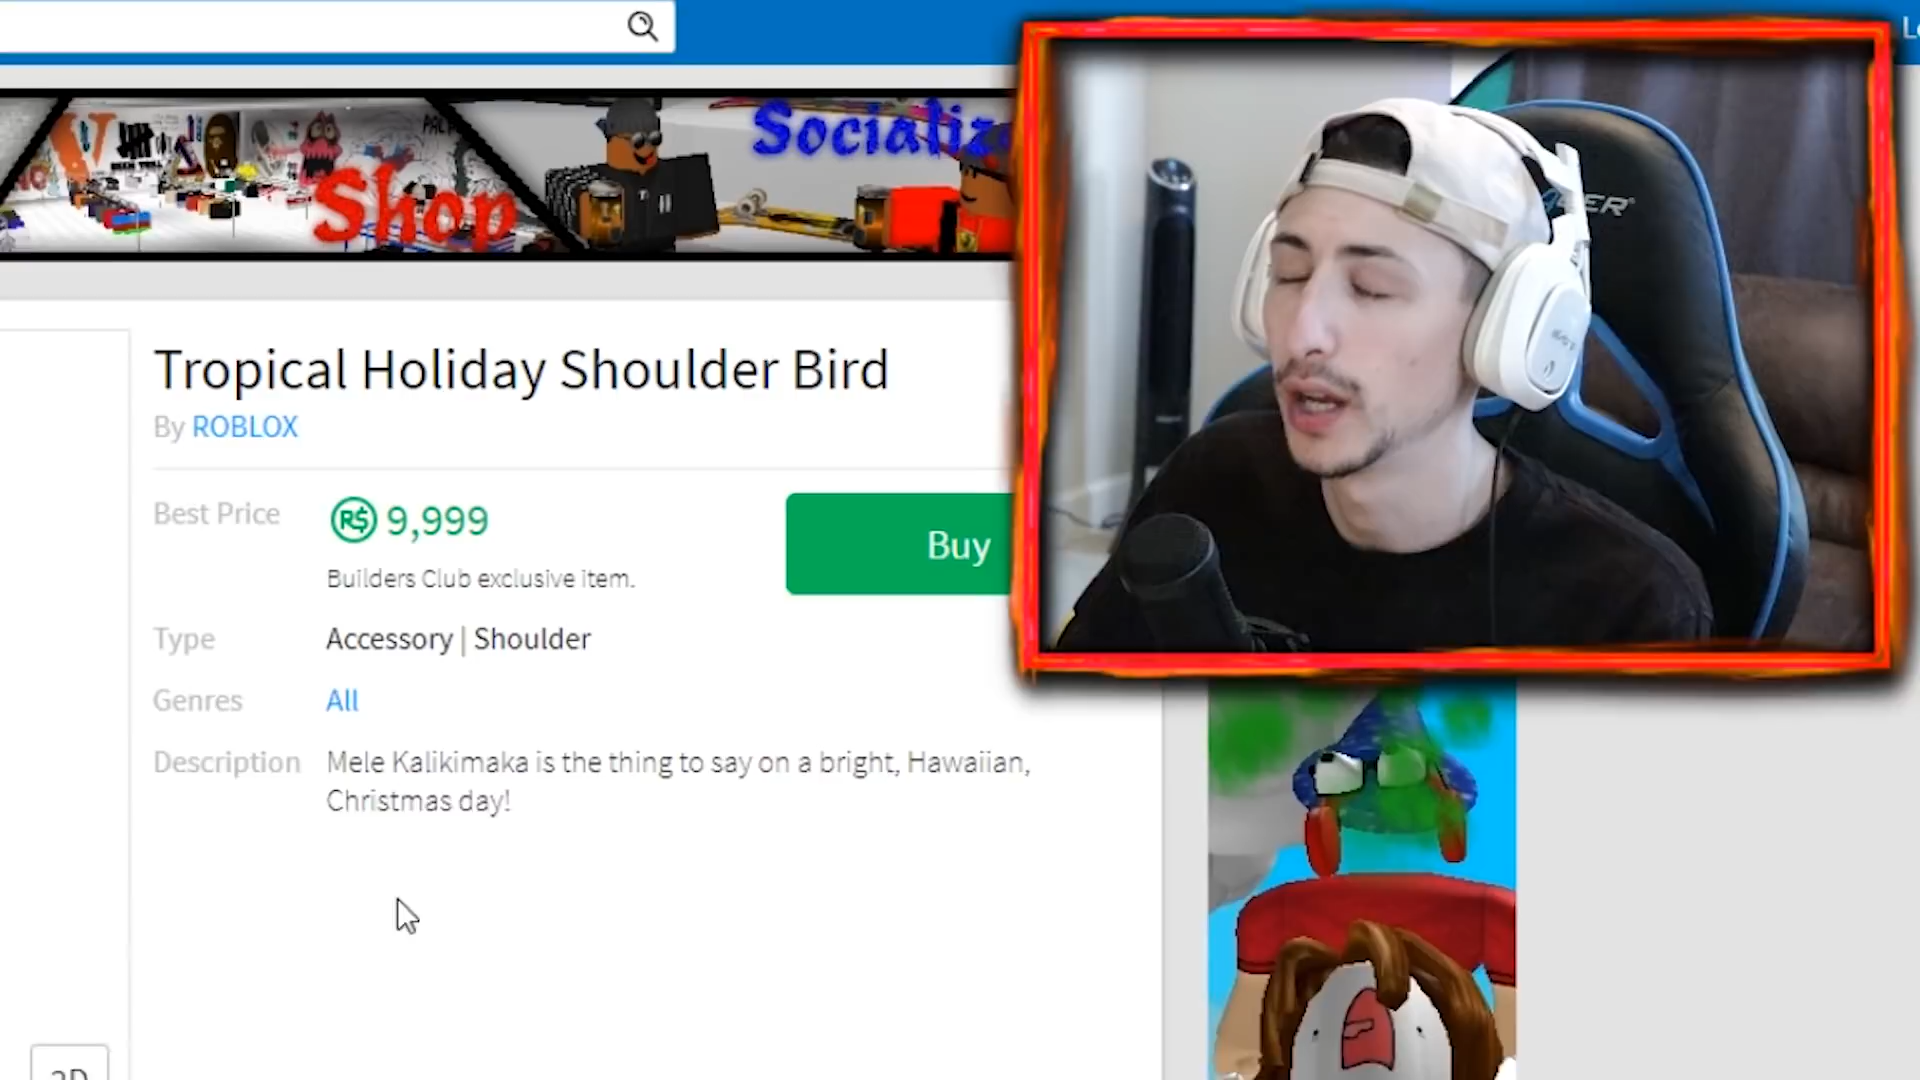 Shop
Socialize
Tropical Holiday Shoulder Bird
By ROBLOX
Best Price R$ 9,999
Buy
Builders Club exclusive item.
Type Accessory | Shoulder
Genres All
Description Mele Kalikimaka is the thing to say on a bright, Hawaiian,
Christmas day!